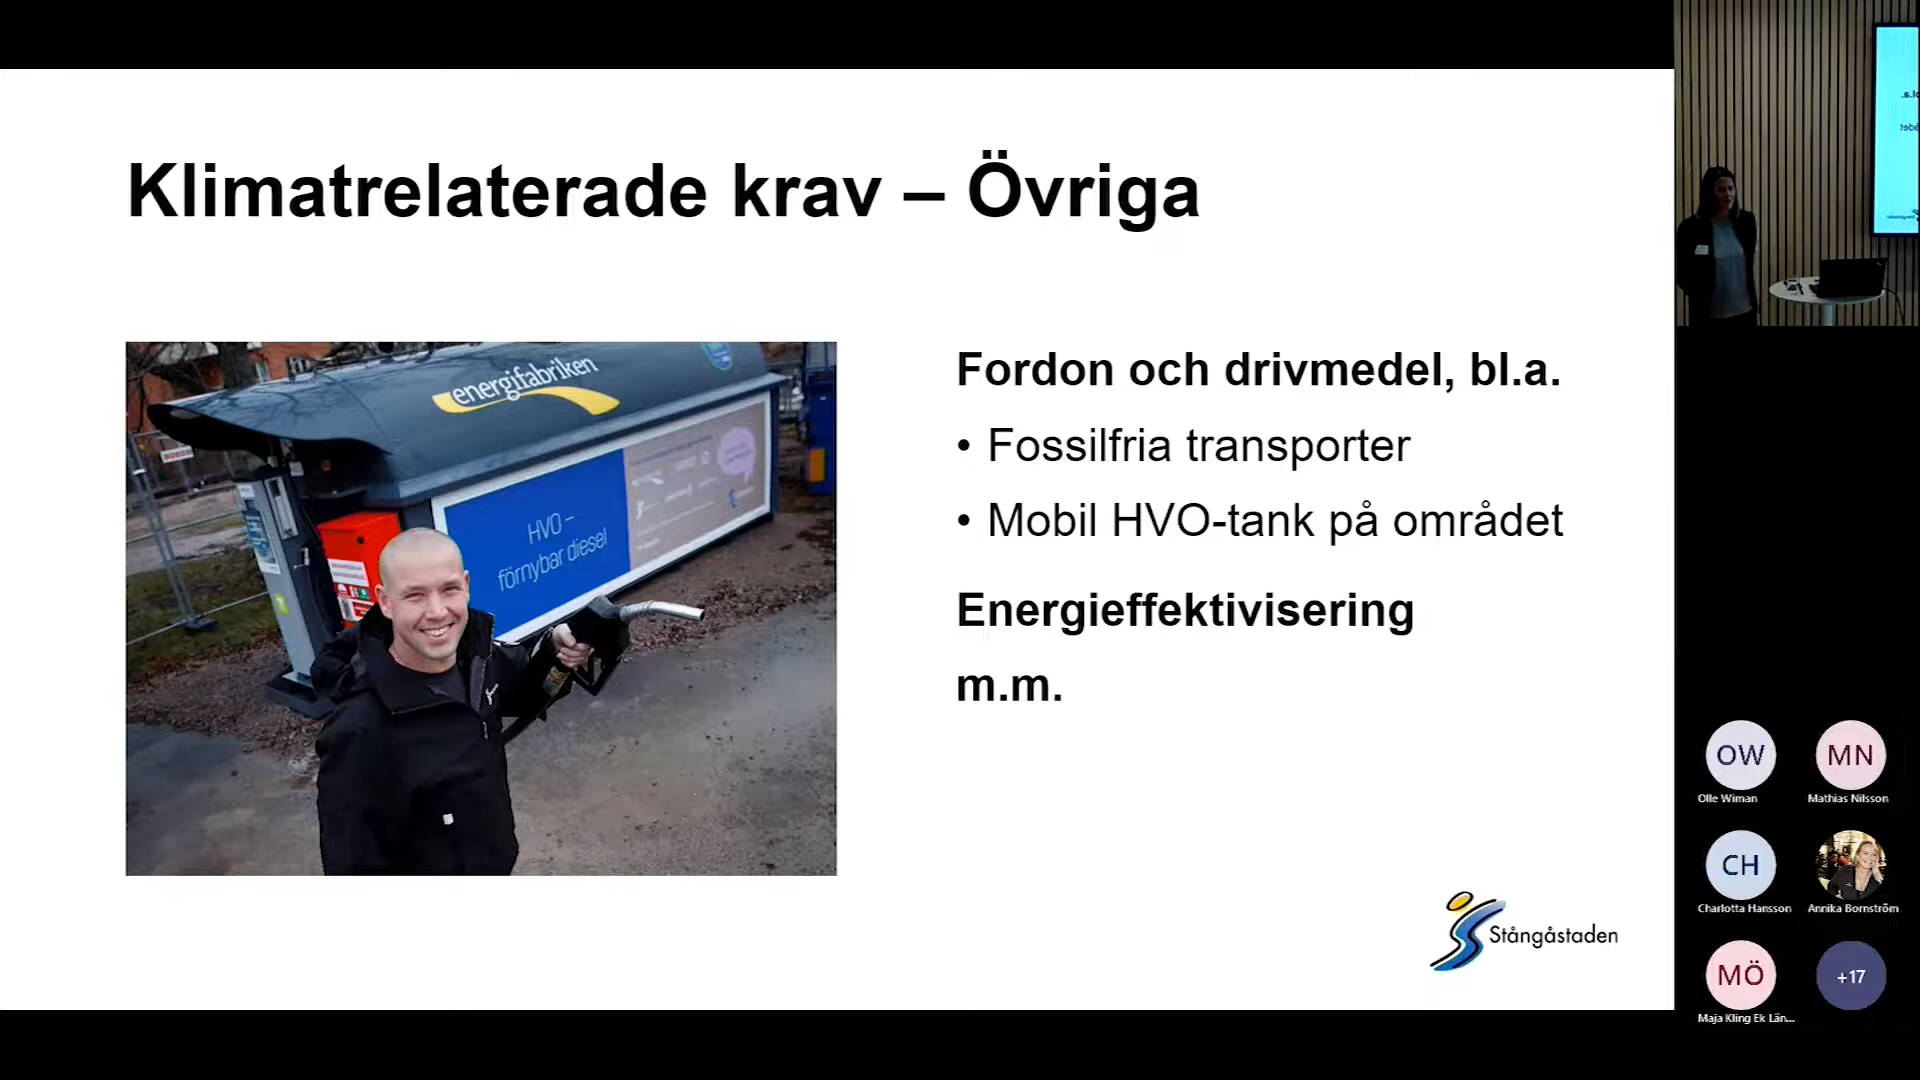 Klimatrelaterade krav – Övriga
energifabriken
HVO –
förnybar diesel
Fordon och drivmedel, bl.a.
• Fossilfria transporter
• Mobil HVO-tank på området
Energieffektivisering
m.m.
Stångåstaden
OW
Olle Wiman
MN
Mathias Nilsson
CH
Charlotta Hansson
Annika Bornström
MÖ
Maja Kling Ek Län...
+17